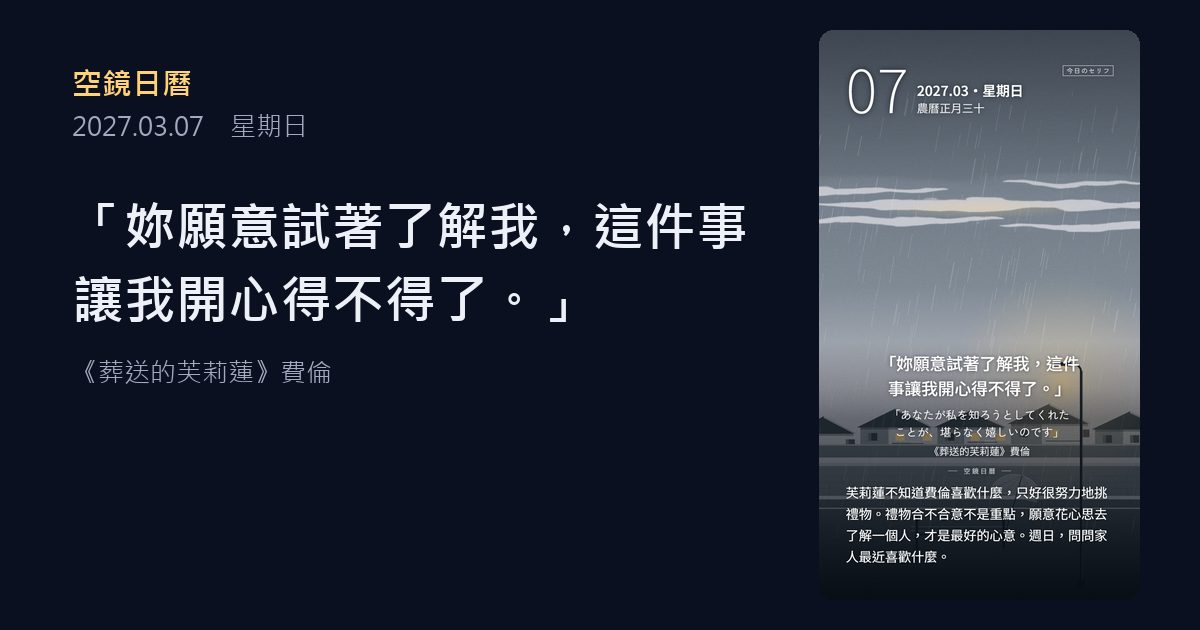 空鏡日曆
2027.03.07 星期日
「妳願意試著了解我，這件事
讓我開心得不得了。」
《葬送的芙莉蓮》費倫
07
2027.03・星期日
農曆正月三十
今日のセリフ
「妳願意試著了解我，這件
事讓我開心得不得了。」
「あなたが私を知ろうとしてくれた
ことが、堪らなく嬉しいのです」
《葬送的芙莉蓮》費倫
— 空鏡日曆 —
芙莉蓮不知道費倫喜歡什麼，只好很努力地挑
禮物。禮物合不合意不是重點，願意花心思去
了解一個人，才是最好的心意。週日，問問家
人最近喜歡什麼。